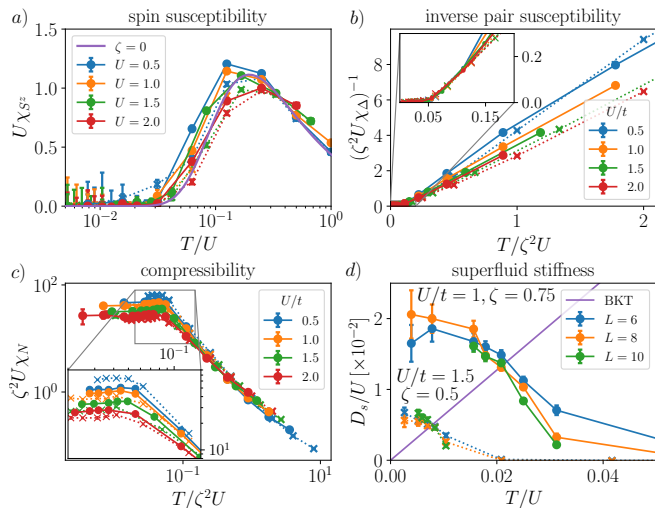 a) spin susceptibility
1.5
1.0
0.5
0.0
Uχ_{S^z}
ζ = 0
U = 0.5
U = 1.0
U = 1.5
U = 2.0
10^{-2} 10^{-1} 10^{0}
T/U
b) inverse pair susceptibility
8
6
4
2
0
(ζ^2Uχ_Δ)^{-1}
0.2
0.0
0.05 0.10 0.15
U/t
0.5
1.0
1.5
2.0
0 1 2
T/ζ^2U
c) compressibility
10^2
10^0
ζ^2Uχ_N
U/t
0.5
1.0
1.5
2.0
10^{-1}
10^1
10^{-1} 10^1
T/ζ^2U
d) superfluid stiffness
2
1
0
D_s/U [×10^{-2}]
U/t = 1, ζ = 0.75
U/t = 1.5
ζ = 0.5
BKT
L = 6
L = 8
L = 10
0.00 0.02 0.04
T/U